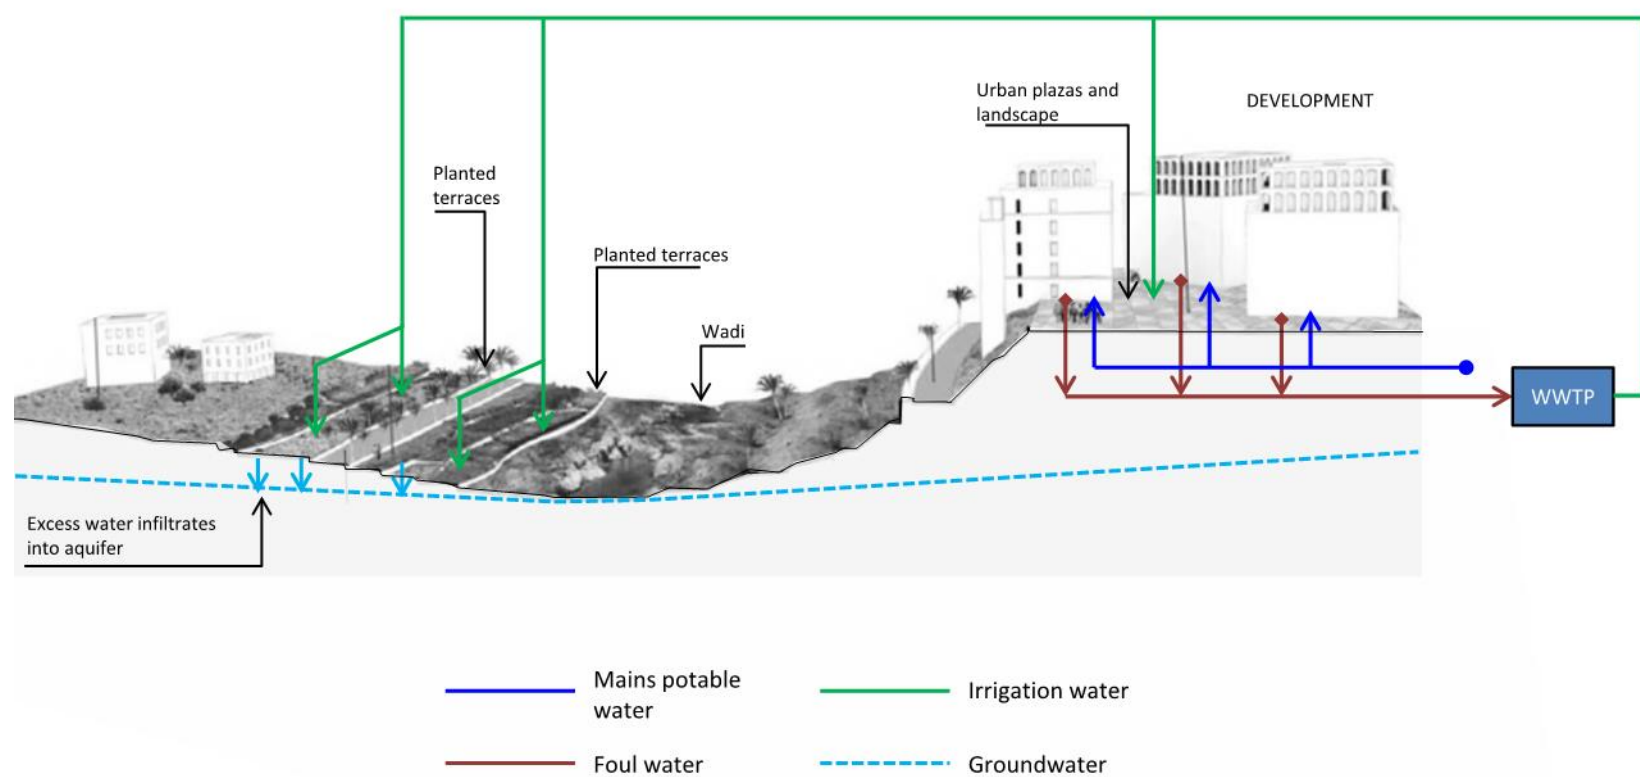 Urban plazas and
landscape
DEVELOPMENT
Planted
terraces
Planted terraces
Wadi
WWTP
Excess water infiltrates
into aquifer
Mains potable
water
Irrigation water
Foul water
Groundwater